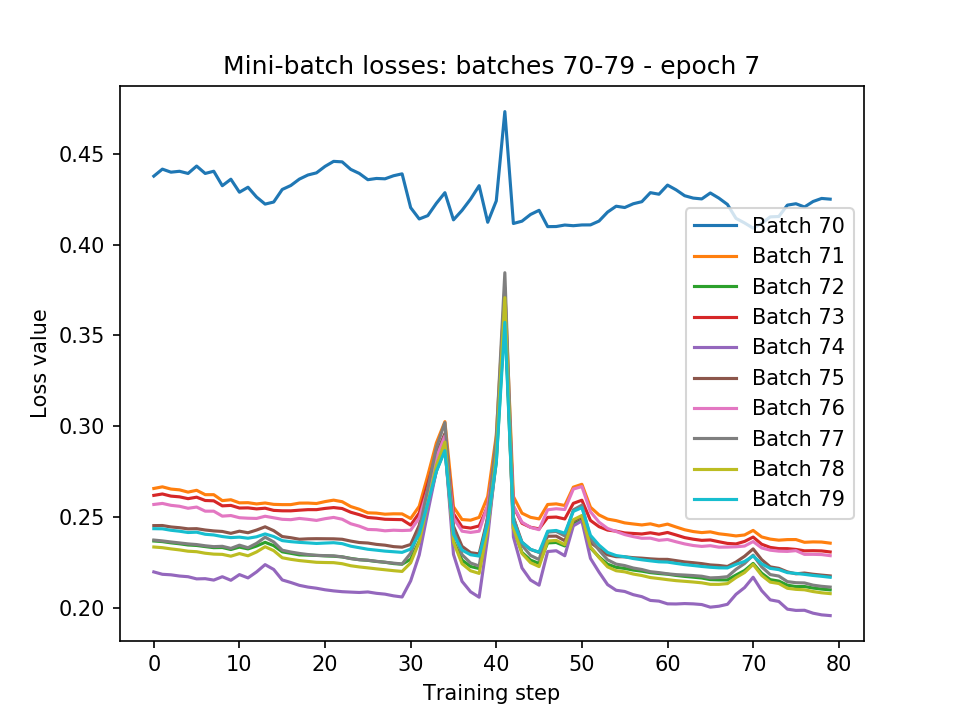 Mini-batch losses: batches 70-79 - epoch 7
Loss value
0.45
0.40
0.35
0.30
0.25
0.20
Batch 70
Batch 71
Batch 72
Batch 73
Batch 74
Batch 75
Batch 76
Batch 77
Batch 78
Batch 79
0 10 20 30 40 50 60 70 80
Training step